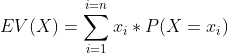 EV(X) = \sum_{i=1}^{i=n} x_i * P(X = x_i)